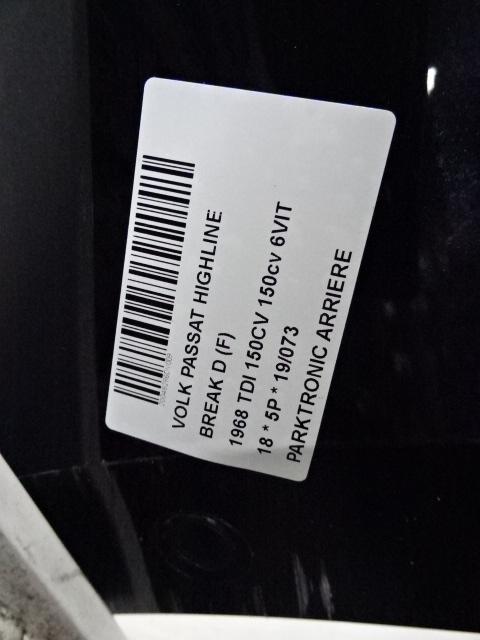 VOLK PASSAT HIGHLINE
BREAK D (F)
1968 TDI 150CV 150cv 6VIT
18 * 5P * 19/073
PARKTRONIC ARRIERE